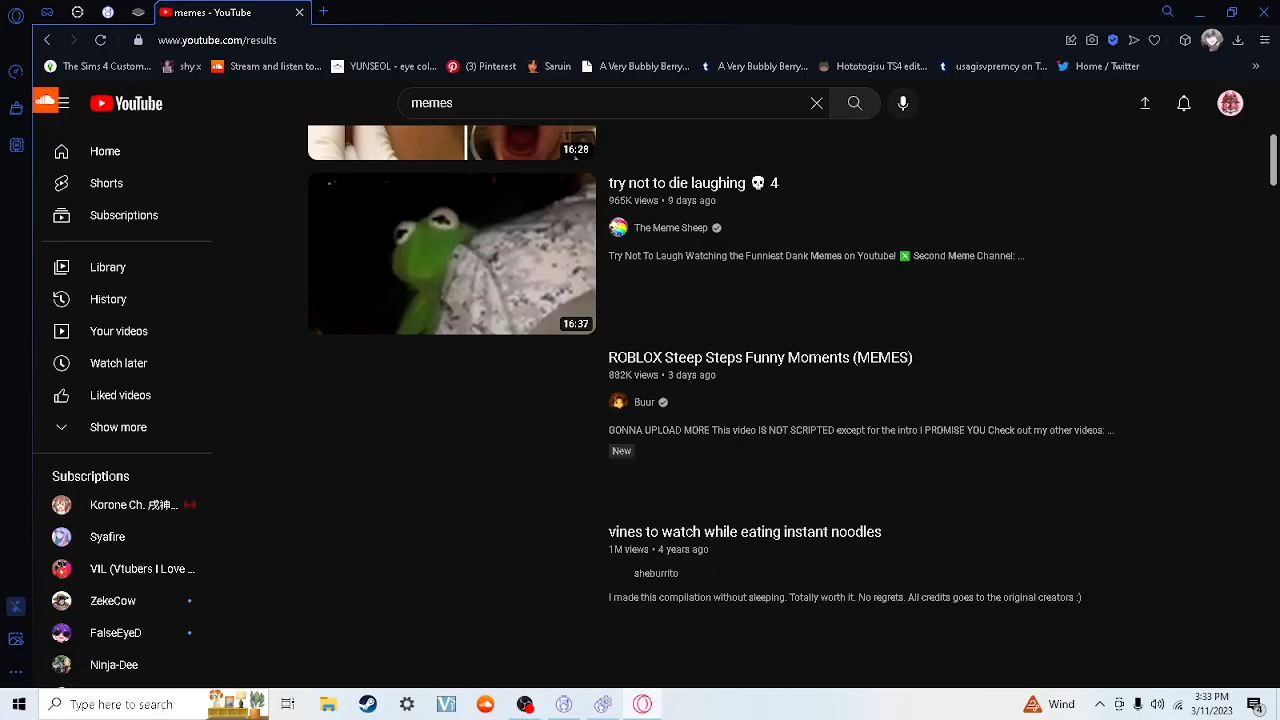 memes - YouTube
www.youtube.com/results
The Sims 4 Custom... shy x Stream and listen to... YUNSEOL - eye col... (3) Pinterest Saruin A Very Bubbly Berry... A Very Bubbly Berry... Hototogisu TS4 edit... usagisvpremcy on T... Home / Twitter »
YouTube
memes
Home
Shorts
Subscriptions
Library
History
Your videos
Watch later
Liked videos
Show more
Subscriptions
Korone Ch. 戌神...
Syafire
VIL (Vtubers I Love ...
ZekeCow
FalseEyeD
Ninja-Dee
16:28
16:37
try not to die laughing 💀 4
965K views • 9 days ago
The Meme Sheep
Try Not To Laugh Watching the Funniest Dank Memes on Youtube! ❎ Second Meme Channel: ...
ROBLOX Steep Steps Funny Moments (MEMES)
882K views • 3 days ago
Buur
GONNA UPLOAD MORE This video IS NOT SCRIPTED except for the intro I PROMISE YOU Check out my other videos: ...
New
vines to watch while eating instant noodles
1M views • 4 years ago
sheburrito
I made this compilation without sleeping. Totally worth it. No regrets. All credits goes to the original creators :)
Type here to search
Wind
3:33 PM
3/11/2023
4